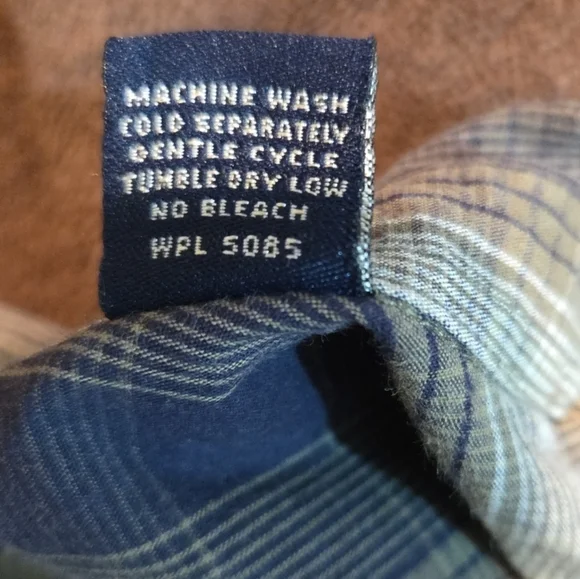 MACHINE WASH
COLD SEPARATELY
GENTLE CYCLE
TUMBLE DRY LOW
NO BLEACH
WPL 5085